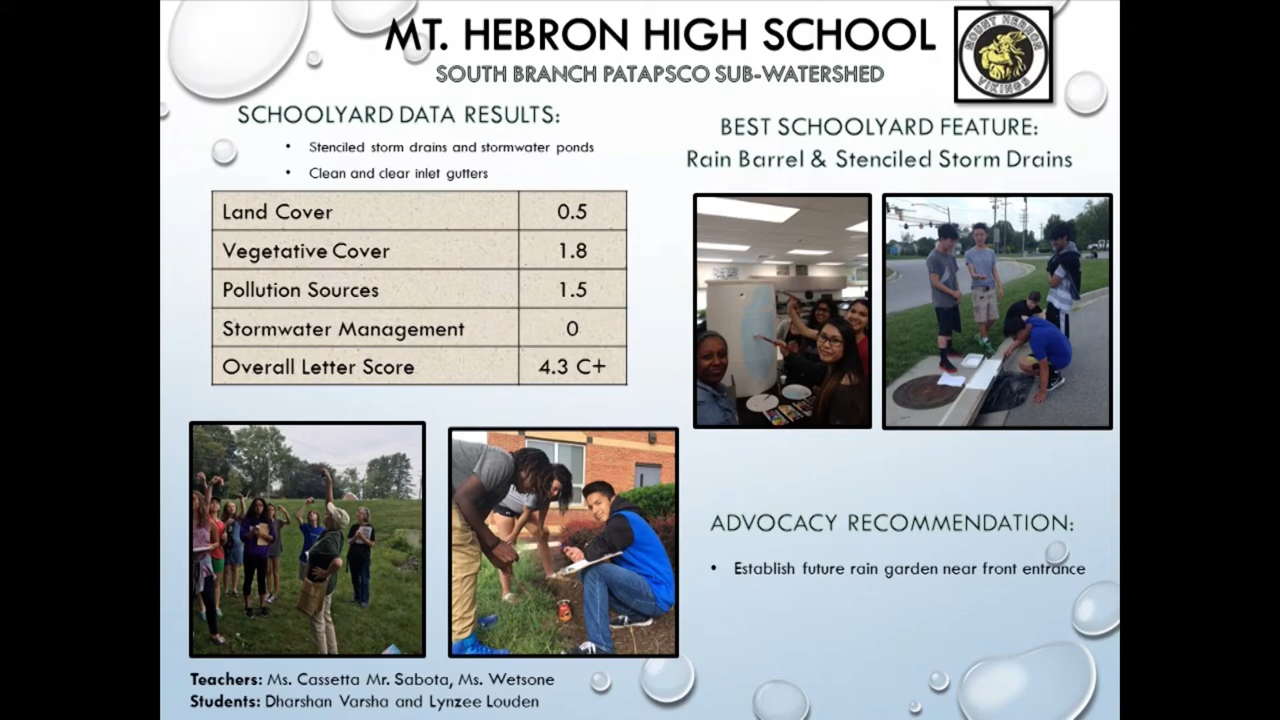 MT. HEBRON HIGH SCHOOL
SOUTH BRANCH PATAPSCO SUB-WATERSHED
MOUNT HEBRON
VIKINGS
SCHOOLYARD DATA RESULTS:
• Stenciled storm drains and stormwater ponds
• Clean and clear inlet gutters
Land Cover 0.5
Vegetative Cover 1.8
Pollution Sources 1.5
Stormwater Management 0
Overall Letter Score 4.3 C+
BEST SCHOOLYARD FEATURE:
Rain Barrel & Stenciled Storm Drains
ADVOCACY RECOMMENDATION:
• Establish future rain garden near front entrance
Teachers: Ms. Cassetta Mr. Sabota, Ms. Wetsone
Students: Dharshan Varsha and Lynzee Louden